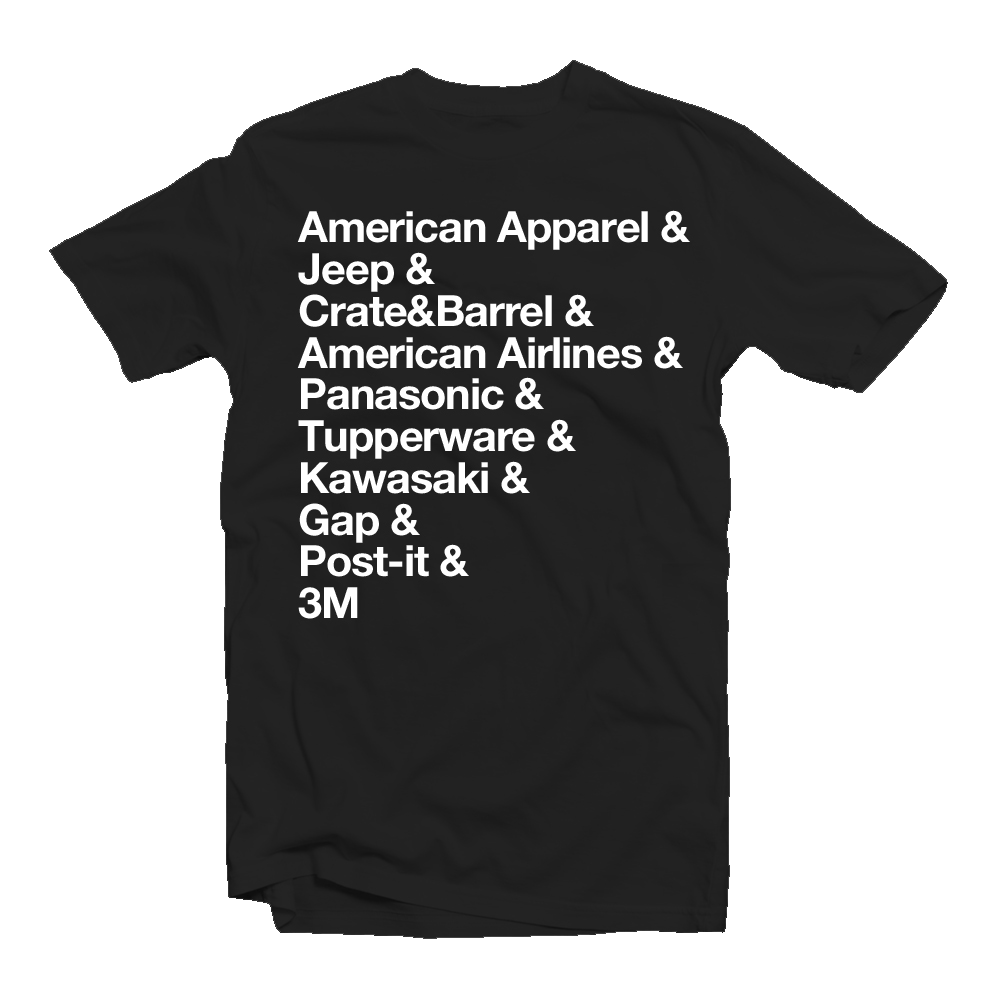 American Apparel &
Jeep &
Crate&Barrel &
American Airlines &
Panasonic &
Tupperware &
Kawasaki &
Gap &
Post-it &
3M